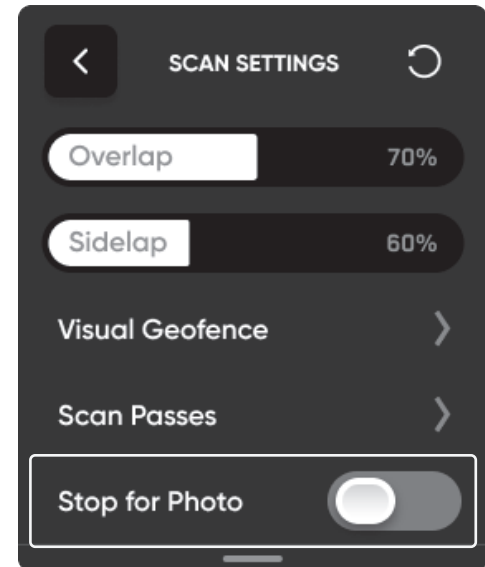 SCAN SETTINGS
Overlap 70%
Sidelap 60%
Visual Geofence
Scan Passes
Stop for Photo